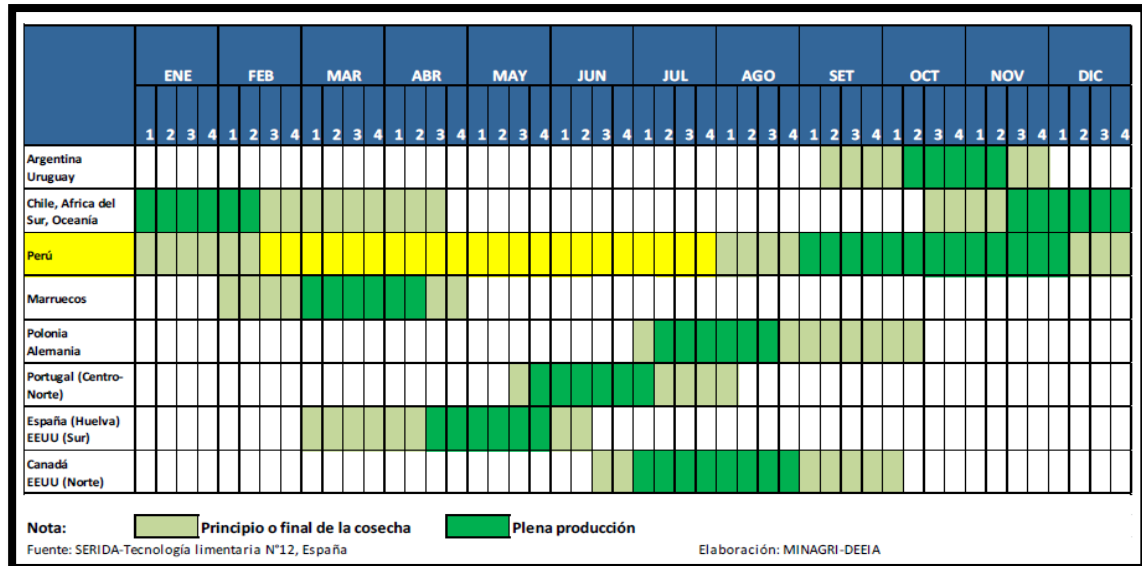 ENE FEB MAR ABR MAY JUN JUL AGO SET OCT NOV DIC
1 2 3 4 1 2 3 4 1 2 3 4 1 2 3 4 1 2 3 4 1 2 3 4 1 2 3 4 1 2 3 4 1 2 3 4 1 2 3 4 1 2 3 4 1 2 3 4
Argentina
Uruguay
Chile, Africa del
Sur, Oceanía
Perú
Marruecos
Polonia
Alemania
Portugal (Centro-
Norte)
España (Huelva)
EEUU (Sur)
Canadá
EEUU (Norte)
Nota: Principio o final de la cosecha Plena producción
Fuente: SERIDA-Tecnología limentaria N°12, España Elaboración: MINAGRI-DEEIA